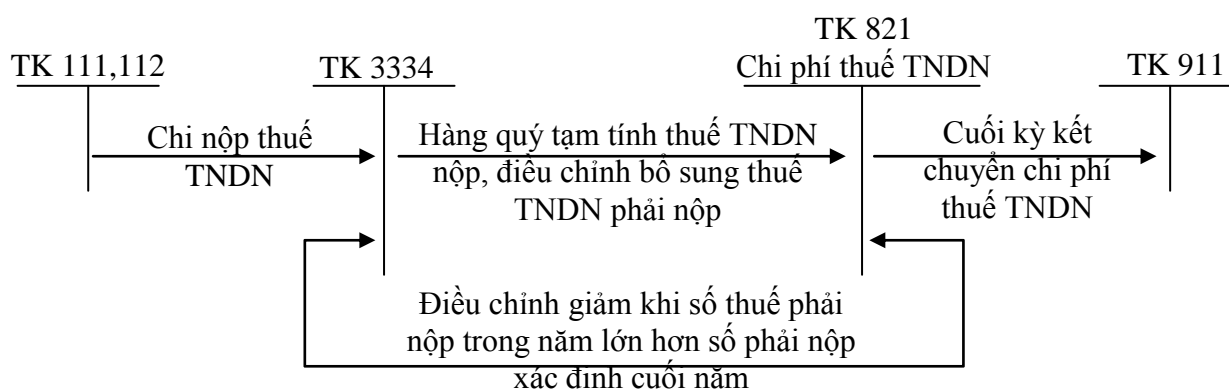 TK 111,112
TK 3334
TK 821
Chi phí thuế TNDN
TK 911
Chi nộp thuế
TNDN
Hàng quý tạm tính thuế TNDN
nộp, điều chỉnh bổ sung thuế
TNDN phải nộp
Cuối kỳ kết
chuyển chi phí
thuế TNDN
Điều chỉnh giảm khi số thuế phải
nộp trong năm lớn hơn số phải nộp
xác định cuối năm